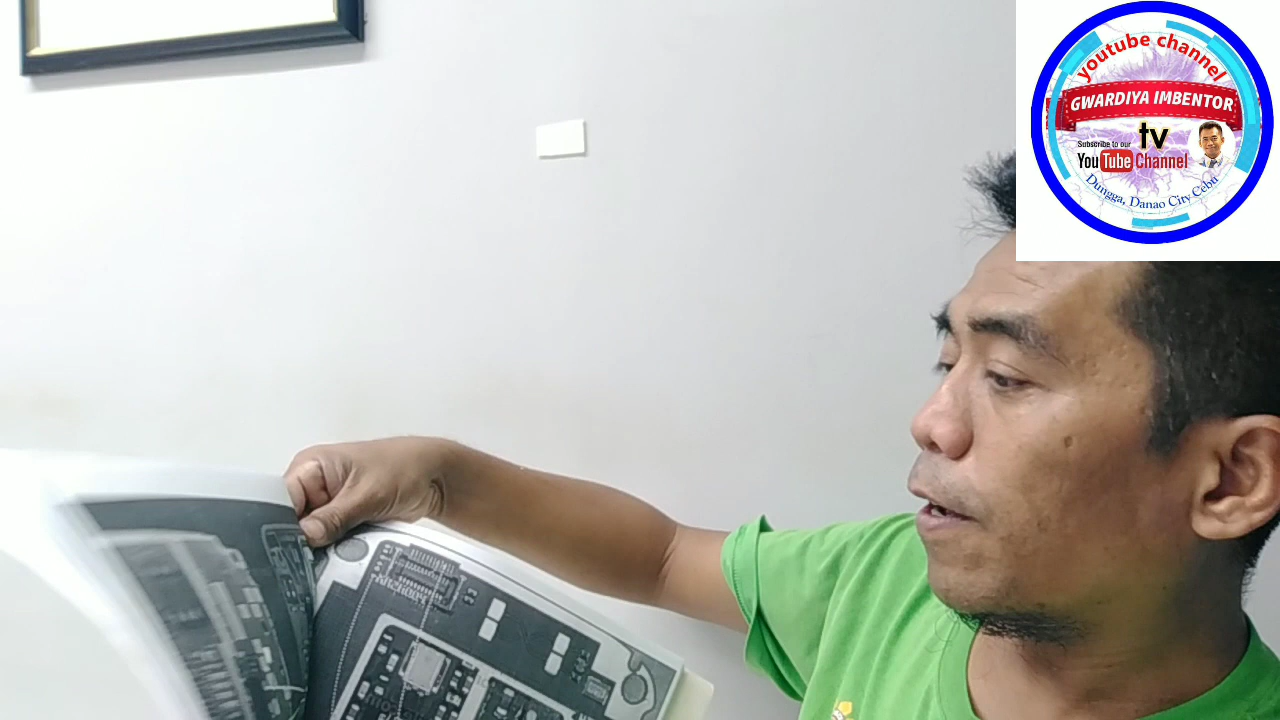 youtube channel
GWARDIYA IMBENTOR
tv
Subscribe to our
YouTube Channel
Dungga, Danao City Cebu